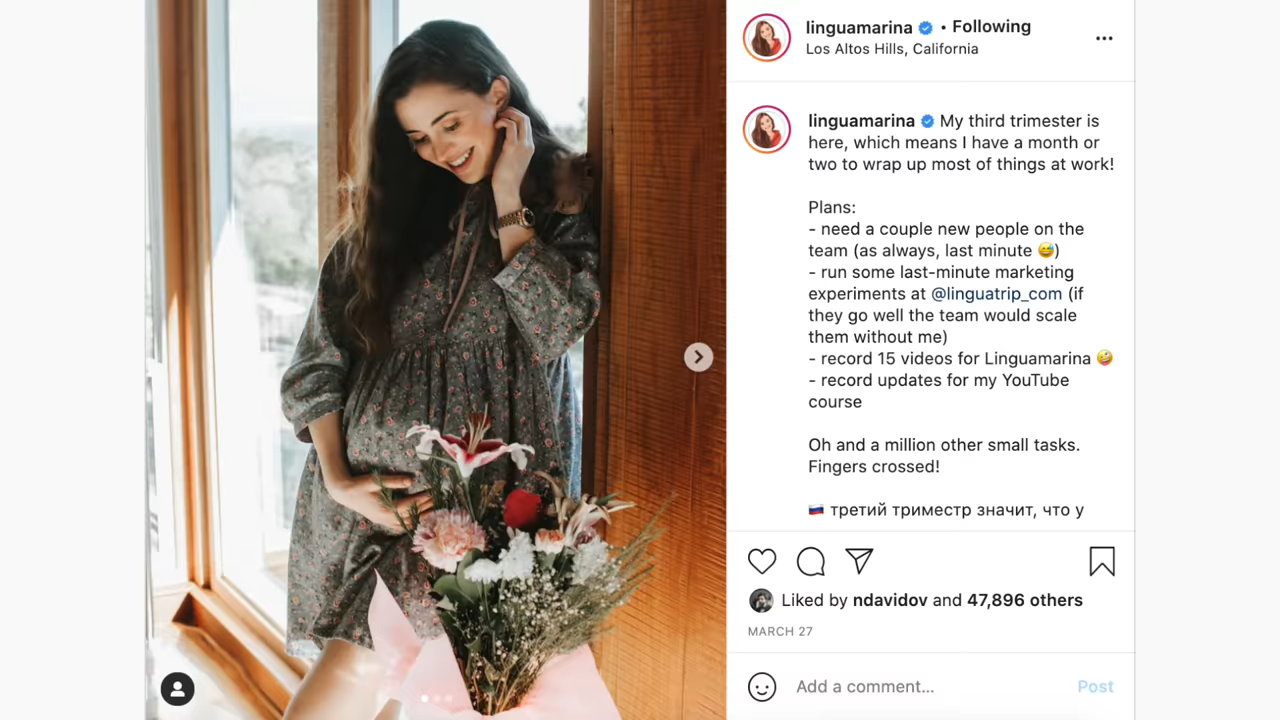 linguamarina • Following
Los Altos Hills, California
linguamarina My third trimester is
here, which means I have a month or
two to wrap up most of things at work!
Plans:
- need a couple new people on the
team (as always, last minute 😅)
- run some last-minute marketing
experiments at @linguatrip_com (if
they go well the team would scale
them without me)
- record 15 videos for Linguamarina 🤪
- record updates for my YouTube
course
Oh and a million other small tasks.
Fingers crossed!
🇷🇺 третий триместр значит, что у
Liked by ndavidov and 47,896 others
MARCH 27
Add a comment...
Post